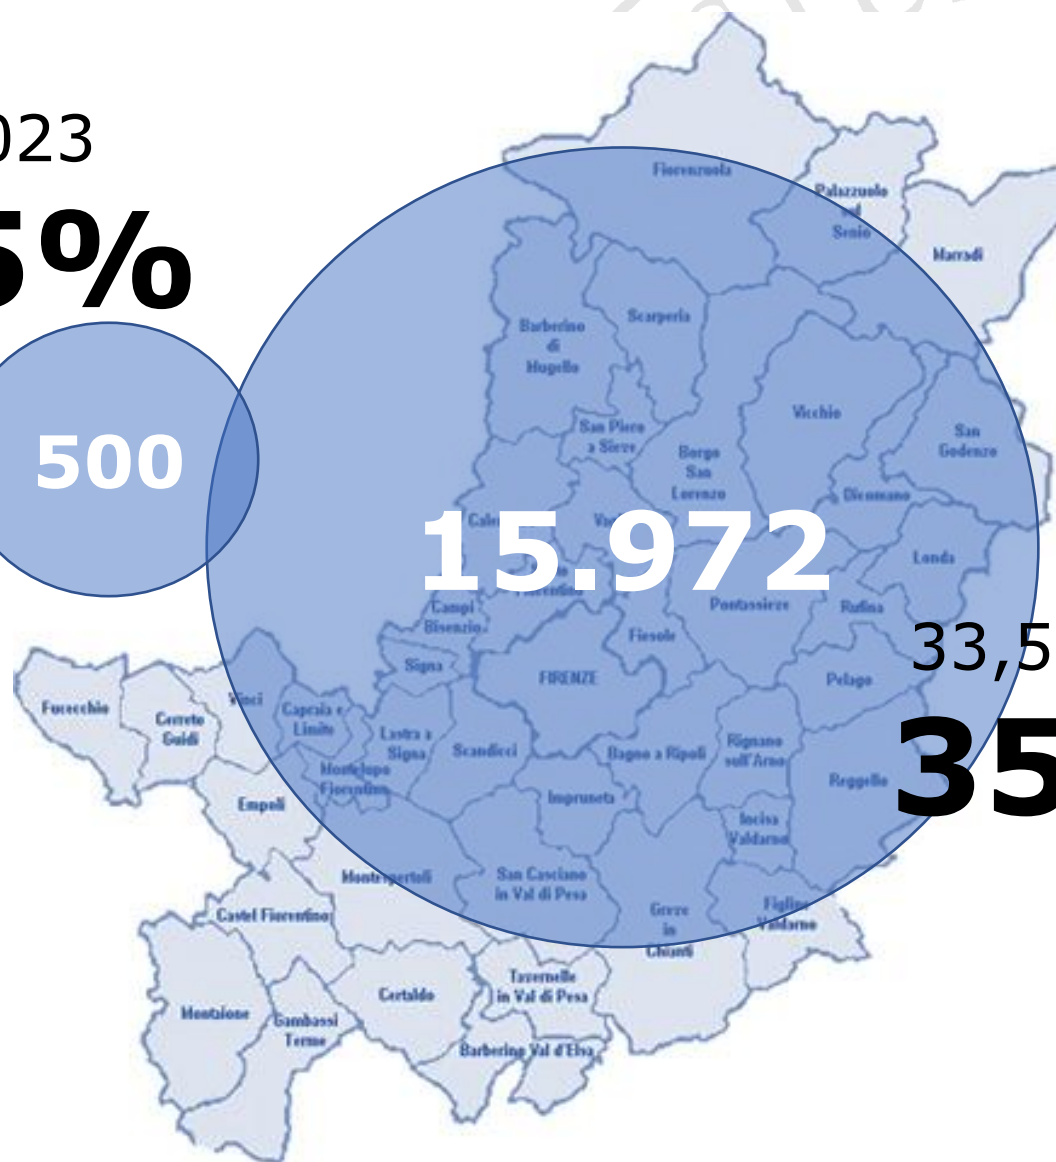 023
5%
500
15.972
33,5
35
Fiorenzuola
Palazzuolo
Senio
Marradi
Scarperia
Barberino
di
Mugello
Vicchio
San
Godenzo
San Piero
a Sieve
Borgo
San
Lorenzo
Dicomano
Londa
Campi
Bisenzio
Pontassieve
Rufina
Fiesole
Signa
FIRENZE
Pelago
Fucecchio
Cerreto
Guidi
Vinci
Capraia e
Limite
Lastra a
Signa
Scandicci
Bagno a Ripoli
Rignano
sull'Arno
Reggello
Montelupo
Fiorentino
Empoli
Impruneta
Incisa
Valdarno
Montespertoli
San Casciano
in Val di Pesa
Castel Fiorentino
Greve
in
Chianti
Figline
Valdarno
Montaione
Gambassi
Terme
Certaldo
Tavernelle
in Val di Pesa
Barberino Val d'Elsa